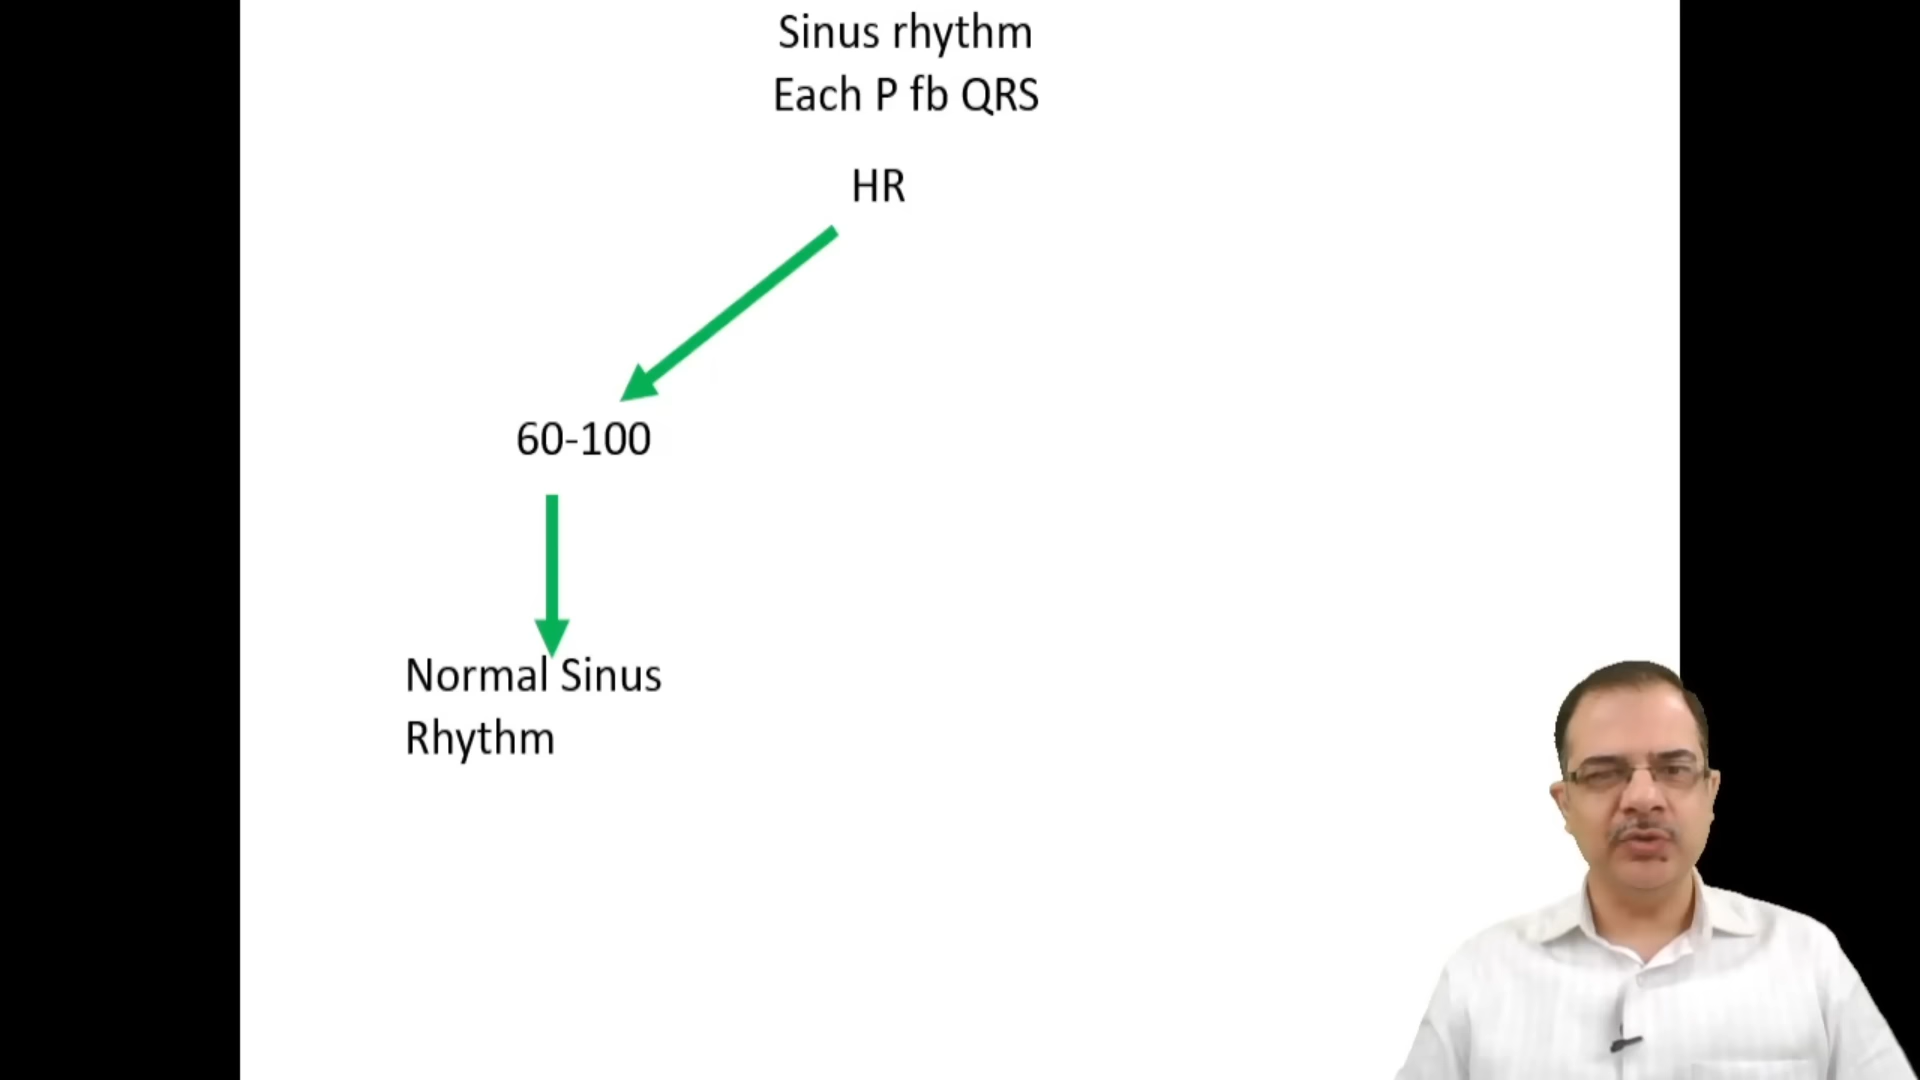 Sinus rhythm
Each P fb QRS
HR
60-100
Normal Sinus
Rhythm